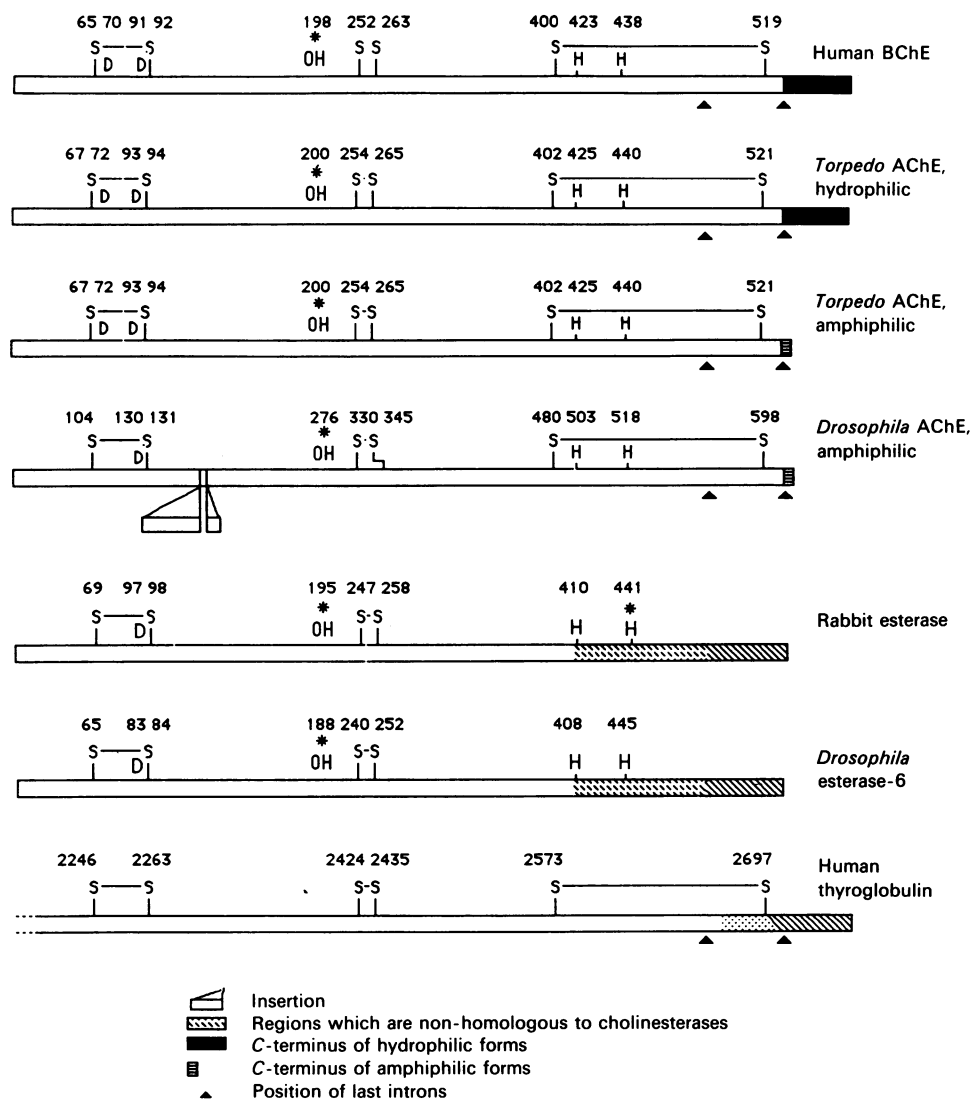 65 70 91 92 198 252 263 400 423 438 519
S S * S S S H H S
D D OH
Human BChE
67 72 93 94 200 254 265 402 425 440 521
S S * S-S S H H S
D D OH
Torpedo AChE,
hydrophilic
67 72 93 94 200 254 265 402 425 440 521
S S * S-S S H H S
D D OH
Torpedo AChE,
amphiphilic
104 130 131 276 330 345 480 503 518 598
S S * S-S S H H S
D OH
Drosophila AChE,
amphiphilic
69 97 98 195 247 258 410 441
S S * S-S H * H
D OH
Rabbit esterase
65 83 84 188 240 252 408 445
S S * S-S H H
D OH
Drosophila
esterase-6
2246 2263 2424 2435 2573 2697
S S S-S S S
Human
thyroglobulin
Insertion
Regions which are non-homologous to cholinesterases
C-terminus of hydrophilic forms
C-terminus of amphiphilic forms
Position of last introns